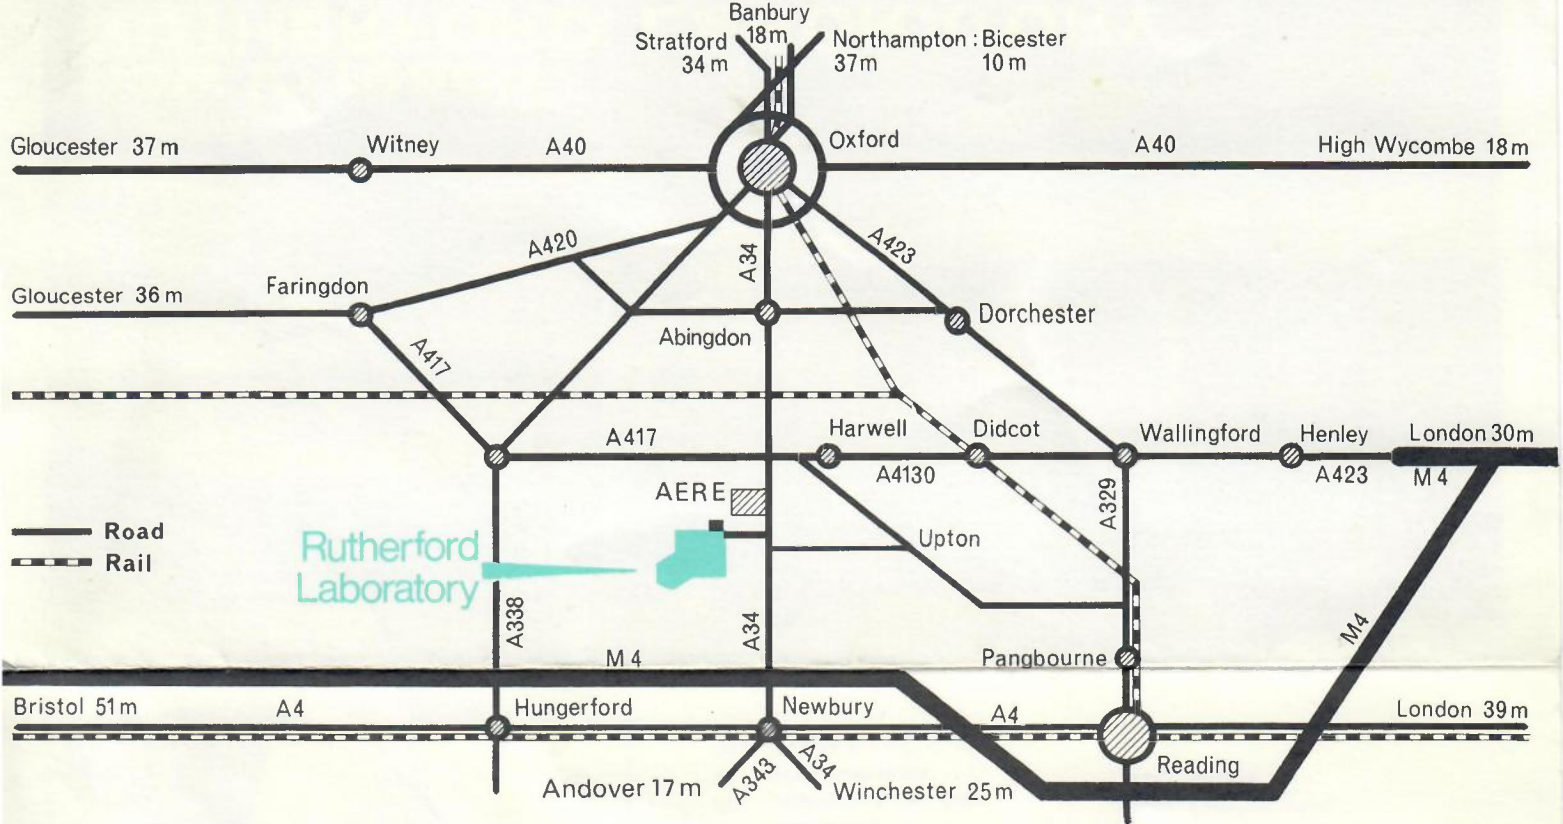 Banbury
18m
Stratford
34 m
Northampton : Bicester
37m 10 m
Gloucester 37 m
Witney
A40
Oxford
A40
High Wycombe 18 m
A420
A34
A423
Faringdon
Gloucester 36 m
Abingdon
Dorchester
A417
A417
Harwell
Didcot
Wallingford
Henley
London 30m
A4130
A423
M 4
AERE
A329
Road
Rail
Rutherford
Laboratory
Upton
A338
A34
M4
M 4
Pangbourne
Bristol 51 m
A4
Hungerford
Newbury
A4
London 39 m
Reading
Andover 17 m
A343
A34
Winchester 25 m